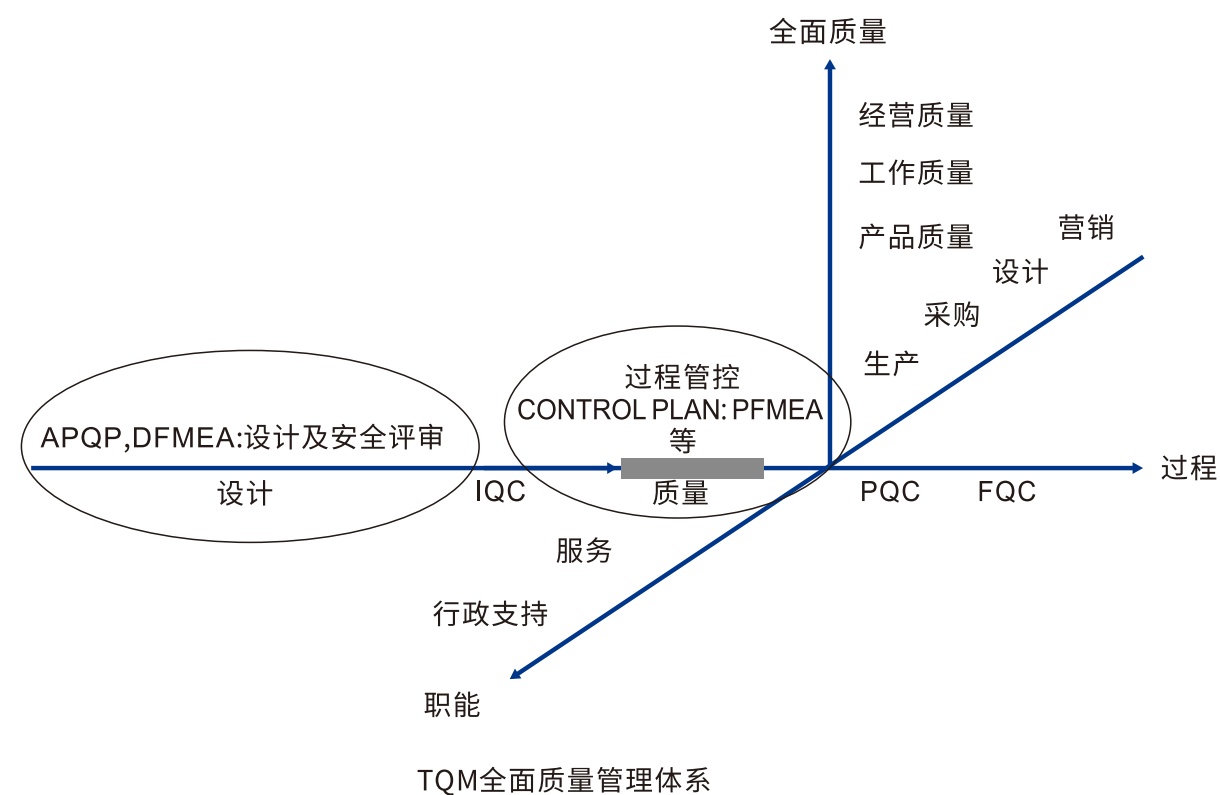 全面质量
经营质量
工作质量
产品质量
营销
设计
采购
生产
过程管控
CONTROL PLAN: PFMEA
等
APQP,DFMEA:设计及安全评审
过程
设计
IQC
质量
PQC
FQC
服务
行政支持
职能
TQM全面质量管理体系